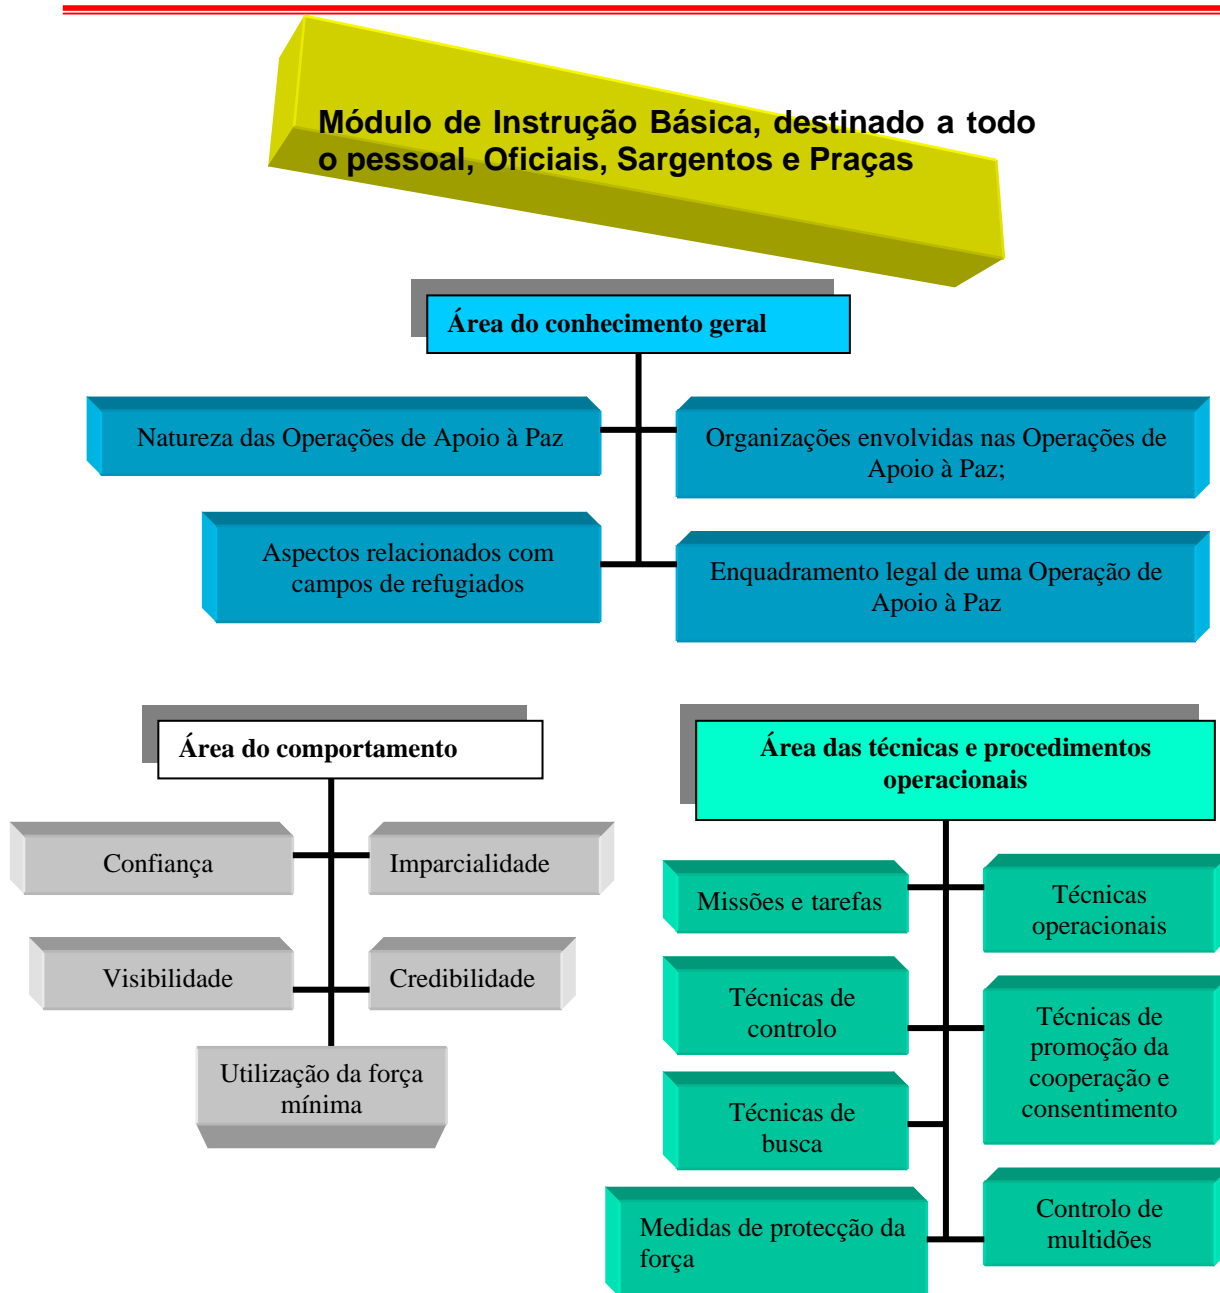 Módulo de Instrução Básica, destinado a todo
o pessoal, Oficiais, Sargentos e Praças
Área do conhecimento geral
Natureza das Operações de Apoio à Paz
Organizações envolvidas nas Operações de
Apoio à Paz;
Aspectos relacionados com
campos de refugiados
Enquadramento legal de uma Operação de
Apoio à Paz
Área do comportamento
Confiança
Imparcialidade
Visibilidade
Credibilidade
Utilização da força
mínima
Área das técnicas e procedimentos
operacionais
Missões e tarefas
Técnicas
operacionais
Técnicas de
controlo
Técnicas de
promoção da
cooperação e
consentimento
Técnicas de
busca
Medidas de protecção da
força
Controlo de
multidões